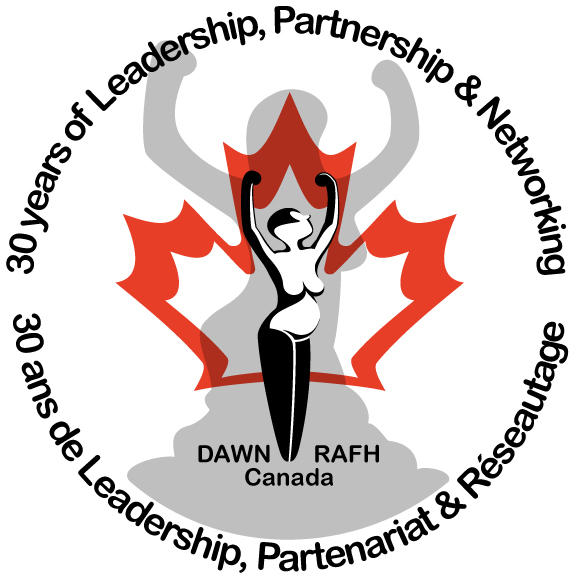 30 years of Leadership, Partnership & Networking
DAWN RAFH
Canada
30 ans de Leadership, Partenariat & Réseautage